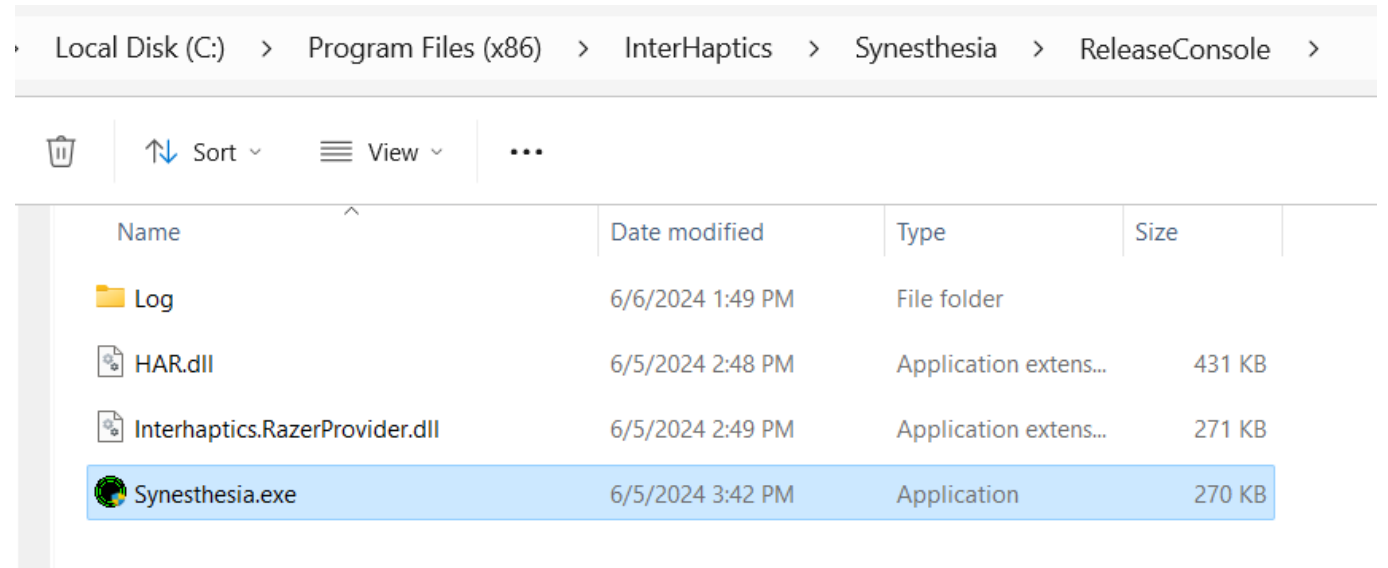 Local Disk (C:) > Program Files (x86) > InterHaptics > Synesthesia > ReleaseConsole >
Sort View ...
Name Date modified Type Size
Log 6/6/2024 1:49 PM File folder
HAR.dll 6/5/2024 2:48 PM Application extens... 431 KB
Interhaptics.RazerProvider.dll 6/5/2024 2:49 PM Application extens... 271 KB
Synesthesia.exe 6/5/2024 3:42 PM Application 270 KB